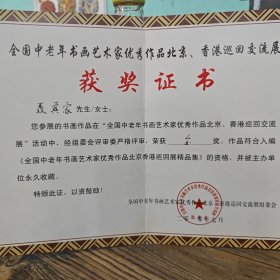 全国中老年书画艺术家优秀作品北京、香港巡回交流展
获奖证书
聂英家 先生/女士:
您参展的书画作品在“全国中老年书画艺术家优秀作品北京、香港巡回交流
展”活动中，经组委会评审委严格评审，荣获 奖，作品符合入编
《全国中老年书画艺术家优秀作品北京香港巡回展精品集》的资格，并被主办单
位永久收藏。
特颁此证，以资鼓励！
全国中老年书画艺术家优秀作品北京、香港巡回交流展组委会
年 七月